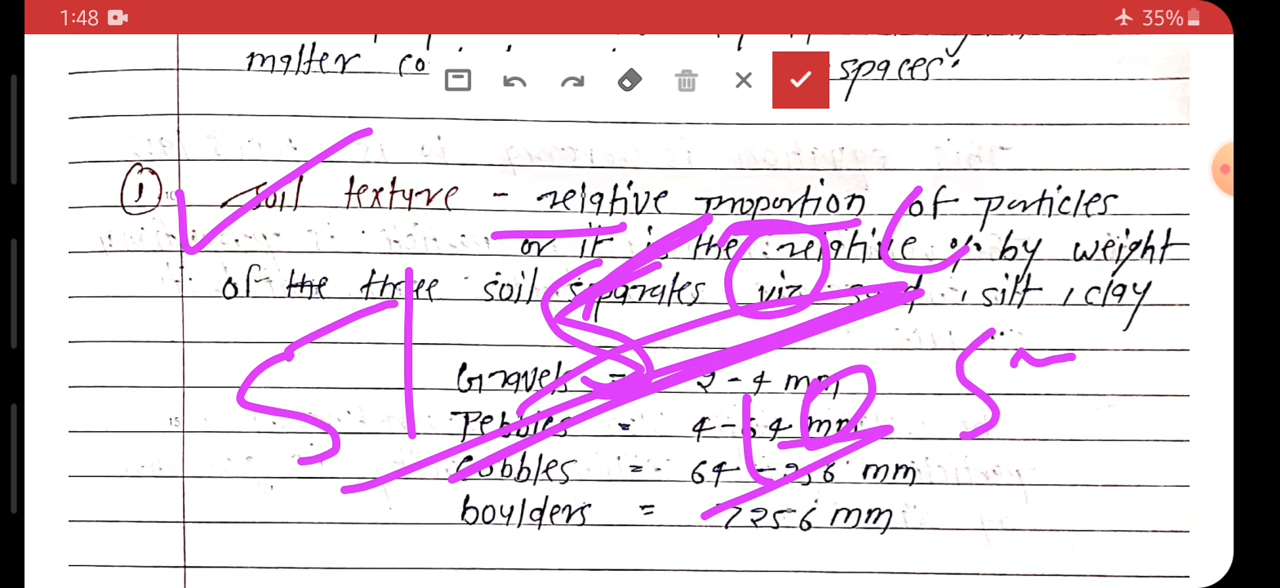 1:48 35%
matter co spaces.
① Soil texture - relative proportion of particles
or it is the relative % by weight
of the three soil separates viz sand, silt, clay
Gravels = 2-4 mm
15 Pebbles = 4-64 mm
Cobbles = 64-256 mm
boulders = >256 mm